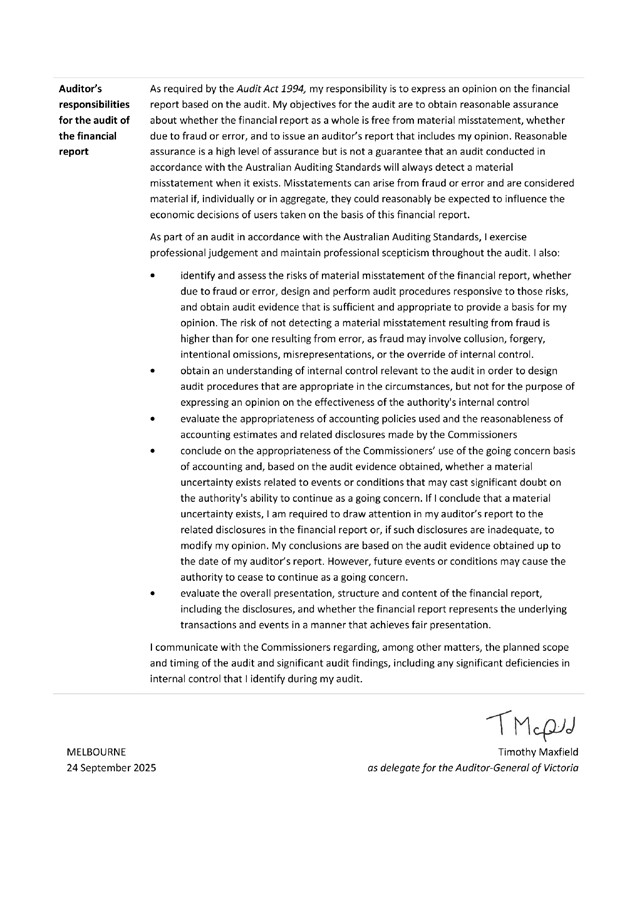 Auditor's
responsibilities
for the audit of
the financial
report
As required by the Audit Act 1994, my responsibility is to express an opinion on the financial
report based on the audit. My objectives for the audit are to obtain reasonable assurance
about whether the financial report as a whole is free from material misstatement, whether
due to fraud or error, and to issue an auditor's report that includes my opinion. Reasonable
assurance is a high level of assurance but is not a guarantee that an audit conducted in
accordance with the Australian Auditing Standards will always detect a material
misstatement when it exists. Misstatements can arise from fraud or error and are considered
material if, individually or in aggregate, they could reasonably be expected to influence the
economic decisions of users taken on the basis of this financial report.
As part of an audit in accordance with the Australian Auditing Standards, I exercise
professional judgement and maintain professional scepticism throughout the audit. I also:
• identify and assess the risks of material misstatement of the financial report, whether
due to fraud or error, design and perform audit procedures responsive to those risks,
and obtain audit evidence that is sufficient and appropriate to provide a basis for my
opinion. The risk of not detecting a material misstatement resulting from fraud is
higher than for one resulting from error, as fraud may involve collusion, forgery,
intentional omissions, misrepresentations, or the override of internal control.
• obtain an understanding of internal control relevant to the audit in order to design
audit procedures that are appropriate in the circumstances, but not for the purpose of
expressing an opinion on the effectiveness of the authority's internal control
• evaluate the appropriateness of accounting policies used and the reasonableness of
accounting estimates and related disclosures made by the Commissioners
• conclude on the appropriateness of the Commissioners' use of the going concern basis
of accounting and, based on the audit evidence obtained, whether a material
uncertainty exists related to events or conditions that may cast significant doubt on
the authority's ability to continue as a going concern. If I conclude that a material
uncertainty exists, I am required to draw attention in my auditor's report to the
related disclosures in the financial report or, if such disclosures are inadequate, to
modify my opinion. My conclusions are based on the audit evidence obtained up to
the date of my auditor's report. However, future events or conditions may cause the
authority to cease to continue as a going concern.
• evaluate the overall presentation, structure and content of the financial report,
including the disclosures, and whether the financial report represents the underlying
transactions and events in a manner that achieves fair presentation.
I communicate with the Commissioners regarding, among other matters, the planned scope
and timing of the audit and significant audit findings, including any significant deficiencies in
internal control that I identify during my audit.
MELBOURNE
24 September 2025
Timothy Maxfield
as delegate for the Auditor-General of Victoria